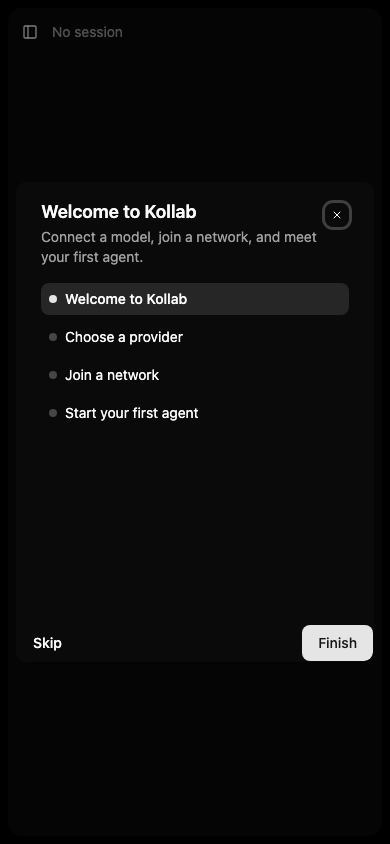 No session
Welcome to Kollab
Connect a model, join a network, and meet
your first agent.
Welcome to Kollab
Choose a provider
Join a network
Start your first agent
Skip
Finish